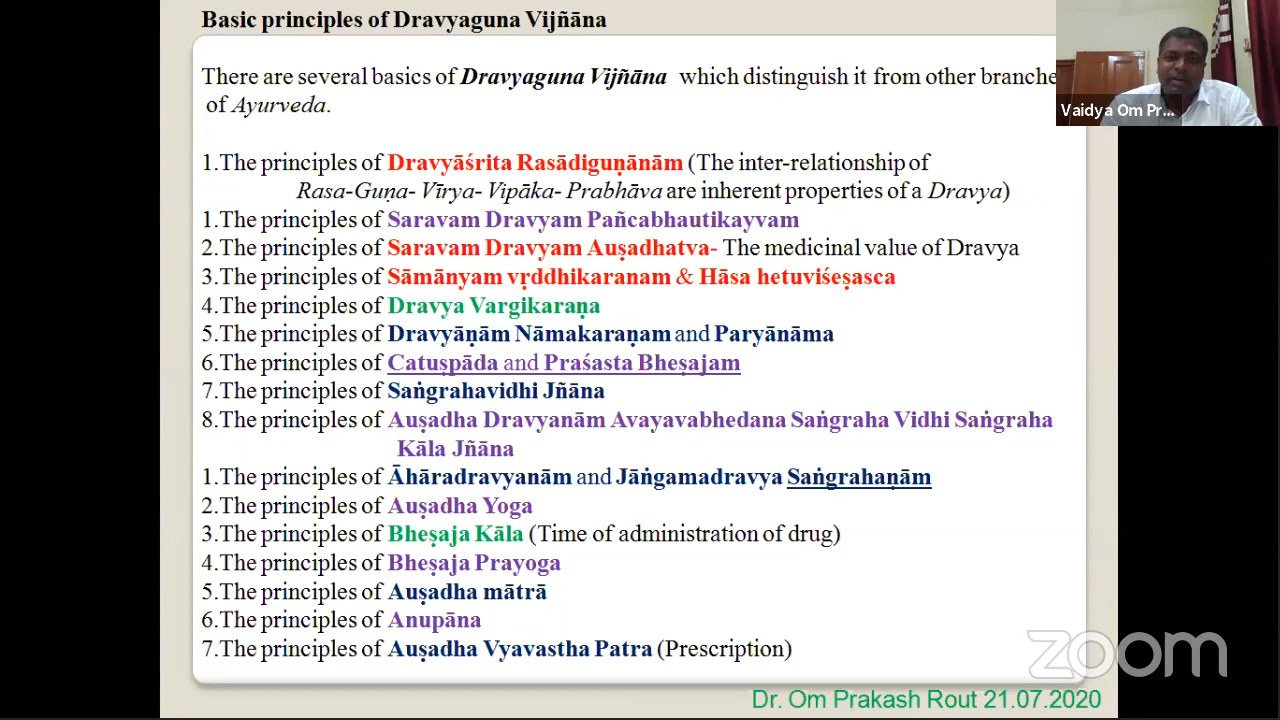 Basic principles of Dravyaguna Vijñāna
There are several basics of Dravyaguna Vijñāna which distinguish it from other branche
of Ayurveda.
1.The principles of Dravyāśrita Rasādiguṇānām (The inter-relationship of
Rasa-Guṇa- Vīrya- Vipāka- Prabhāva are inherent properties of a Dravya)
1.The principles of Saravam Dravyam Pañcabhautikayvam
2.The principles of Saravam Dravyam Auṣadhatva- The medicinal value of Dravya
3.The principles of Sāmānyam vṛddhikaranam & Hāsa hetuviśeṣasca
4.The principles of Dravya Vargikaraṇa
5.The principles of Dravyāṇām Nāmakaraṇam and Paryānāma
6.The principles of Catuṣpāda and Praśasta Bheṣajam
7.The principles of Saṅgrahavidhi Jñāna
8.The principles of Auṣadha Dravyanām Avayavabhedana Saṅgraha Vidhi Saṅgraha
Kāla Jñāna
1.The principles of Āhāradravyanām and Jāṅgamadravya Saṅgrahaṇām
2.The principles of Auṣadha Yoga
3.The principles of Bheṣaja Kāla (Time of administration of drug)
4.The principles of Bheṣaja Prayoga
5.The principles of Auṣadha mātrā
6.The principles of Anupāna
7.The principles of Auṣadha Vyavastha Patra (Prescription)
Dr. Om Prakash Rout 21.07.2020
Vaidya Om Pr...
zoom